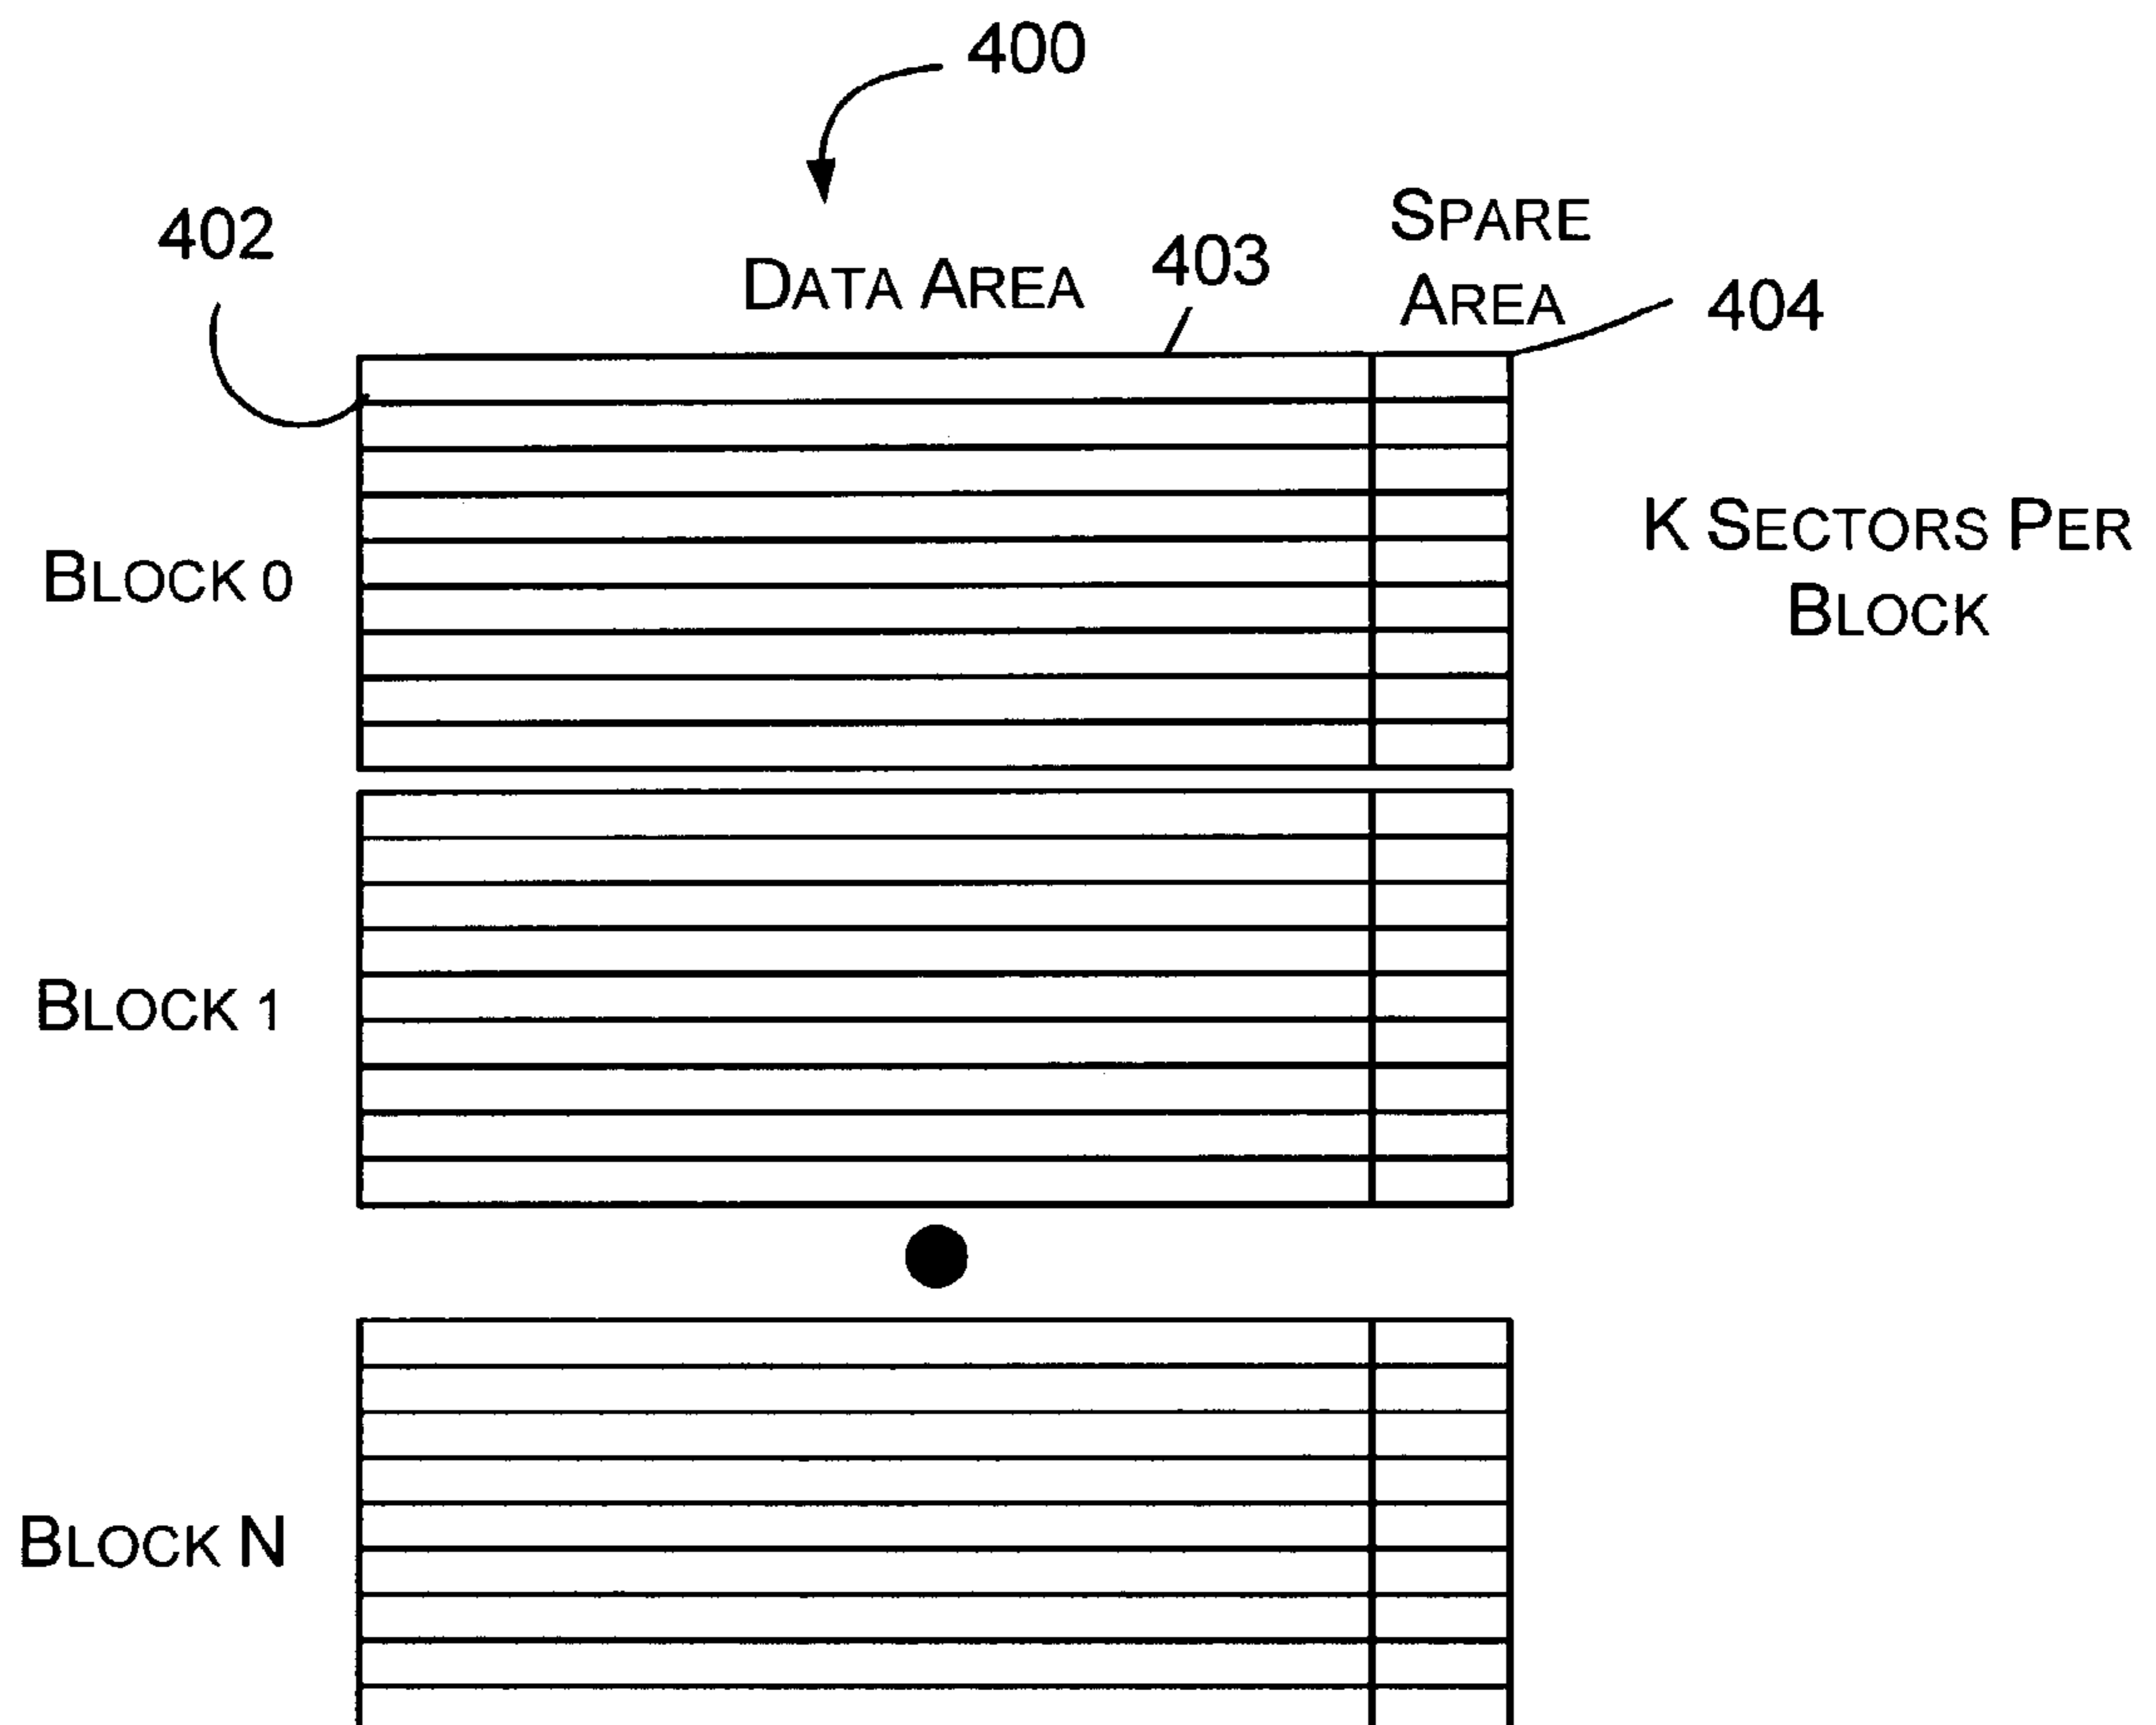 400
402
DATA AREA
403
SPARE
AREA
404
BLOCK 0
K SECTORS PER
BLOCK
BLOCK 1
BLOCK N